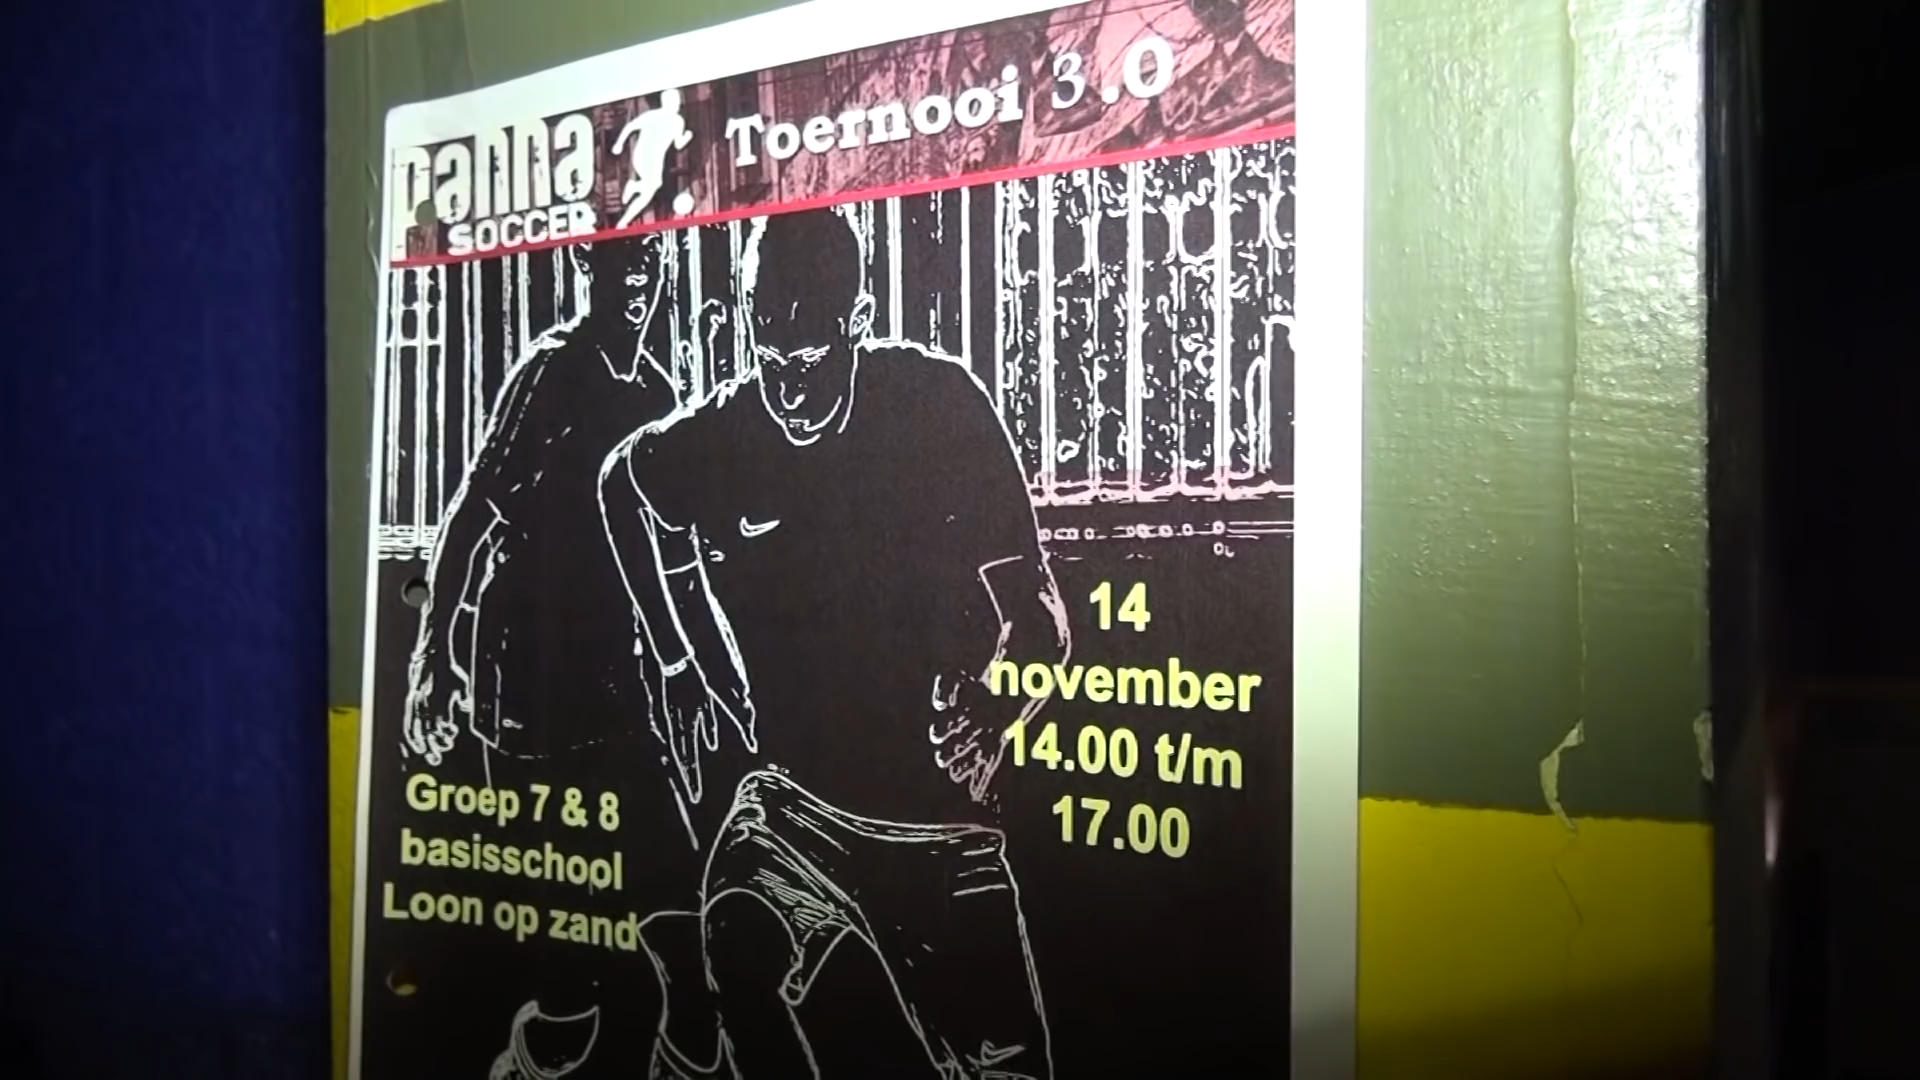 panna
SOCCER
Toernooi 3.0
14
november
14.00 t/m
17.00
Groep 7 & 8
basisschool
Loon op zand